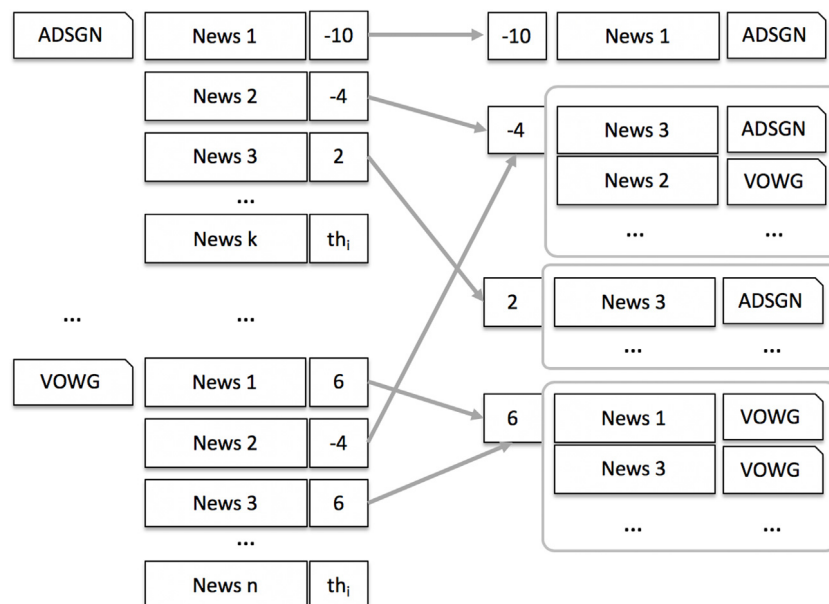 ADSGN News 1 -10
News 2 -4
News 3 2
...
News k thi
... ...
VOWG News 1 6
News 2 -4
News 3 6
...
News n thi
-10 News 1 ADSGN
-4 News 3 ADSGN
News 2 VOWG
... ...
2 News 3 ADSGN
... ...
6 News 1 VOWG
News 3 VOWG
... ...